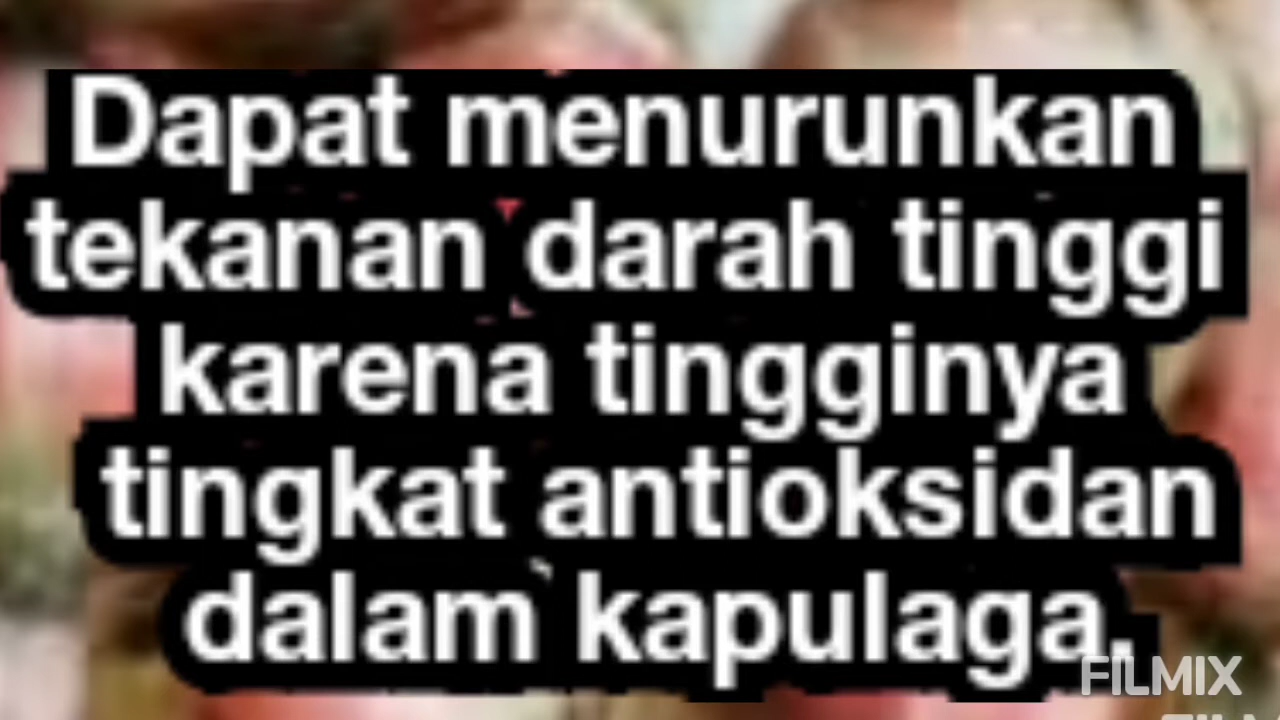 Dapat menurunkan
tekanan darah tinggi
karena tingginya
tingkat antioksidan
dalam kapulaga.
FILMIX